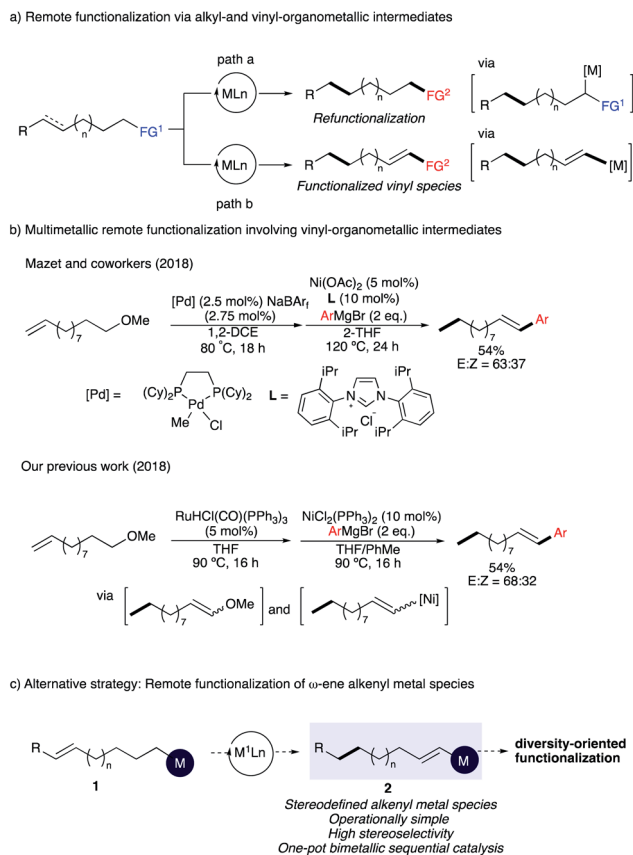 a) Remote functionalization via alkyl-and vinyl-organometallic intermediates
path a
MLn
R
n
FG²
Refunctionalization
via
[M]
R
n
FG¹
R
n
FG¹
MLn
path b
R
n
FG²
Functionalized vinyl species
via
R
n
[M]
b) Multimetallic remote functionalization involving vinyl-organometallic intermediates
Mazet and coworkers (2018)
7
OMe
[Pd] (2.5 mol%) NaBArf
(2.75 mol%)
1,2-DCE
80 °C, 18 h
Ni(OAc)₂ (5 mol%)
L (10 mol%)
ArMgBr (2 eq.)
2-THF
120 ºC, 24 h
7
Ar
54%
E:Z = 63:37
[Pd] =
(Cy)₂P
P(Cy)₂
Pd
Me
Cl
L =
iPr
iPr
N
N
+
Cl⁻
iPr
iPr
Our previous work (2018)
7
OMe
RuHCl(CO)(PPh₃)₃
(5 mol%)
THF
90 ºC, 16 h
NiCl₂(PPh₃)₂ (10 mol%)
ArMgBr (2 eq.)
THF/PhMe
90 ºC, 16 h
7
Ar
54%
E:Z = 68:32
via
7
OMe
and
7
[Ni]
c) Alternative strategy: Remote functionalization of ω-ene alkenyl metal species
R
n
M
1
M¹Ln
R
n
M
2
diversity-oriented
functionalization
Stereodefined alkenyl metal species
Operationally simple
High stereoselectivity
One-pot bimetallic sequential catalysis